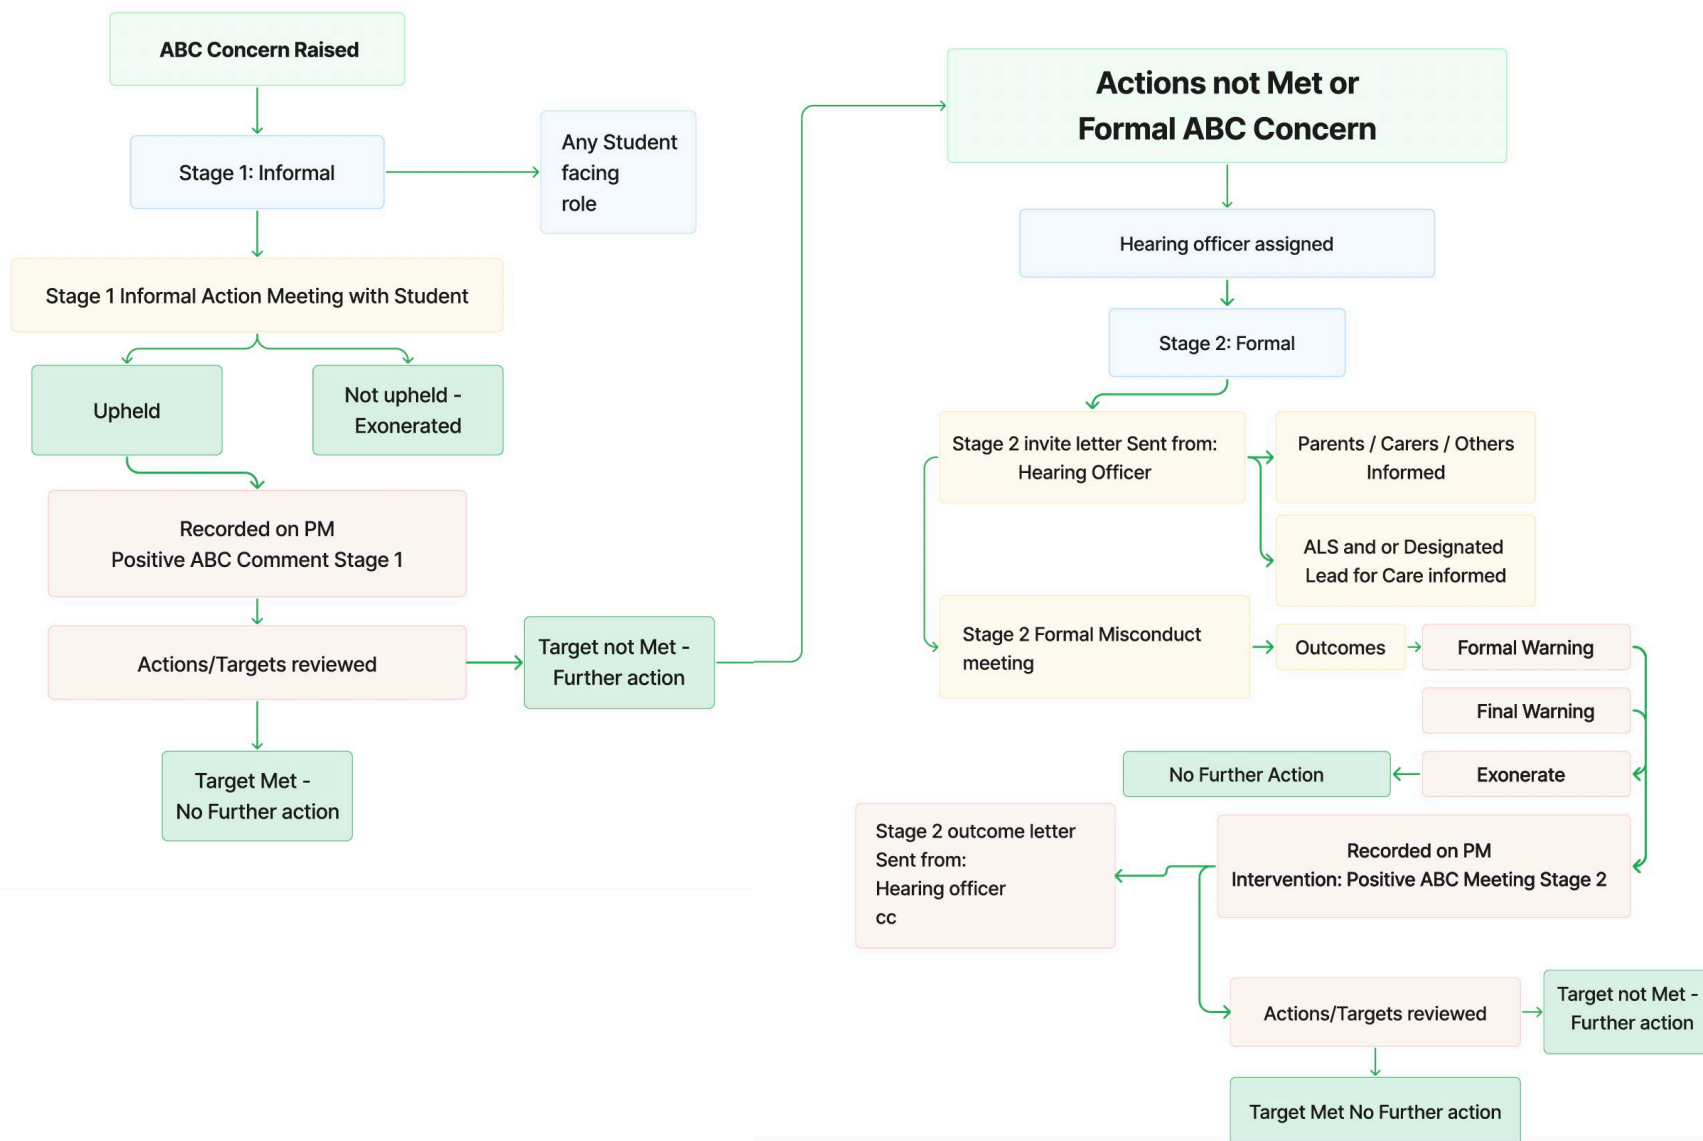 ABC Concern Raised
Stage 1: Informal
Any Student
facing
role
Stage 1 Informal Action Meeting with Student
Upheld
Not upheld -
Exonerated
Recorded on PM
Positive ABC Comment Stage 1
Actions/Targets reviewed
Target not Met -
Further action
Target Met -
No Further action
Actions not Met or
Formal ABC Concern
Hearing officer assigned
Stage 2: Formal
Stage 2 invite letter Sent from:
Hearing Officer
Parents / Carers / Others
Informed
ALS and or Designated
Lead for Care informed
Stage 2 Formal Misconduct
meeting
Outcomes
Formal Warning
Final Warning
Exonerate
No Further Action
Stage 2 outcome letter
Sent from:
Hearing officer
cc
Recorded on PM
Intervention: Positive ABC Meeting Stage 2
Actions/Targets reviewed
Target not Met -
Further action
Target Met No Further action